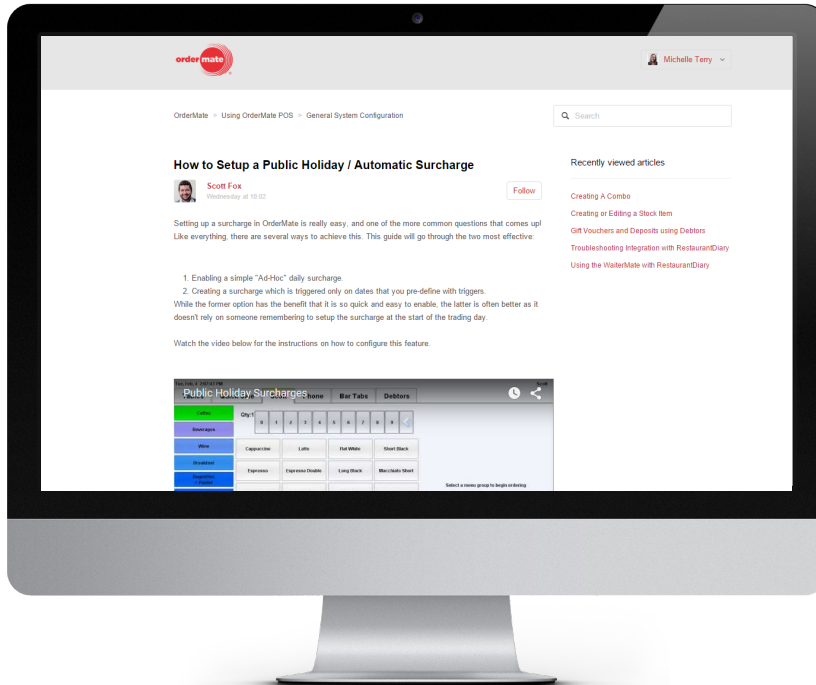 order mate
Michelle Terry
OrderMate
Using OrderMate POS
General System Configuration
Search
How to Setup a Public Holiday / Automatic Surcharge
Recently viewed articles
Scott Fox
Wednesday at 18:02
Follow
Creating A Combo
Creating or Editing a Stock Item
Gift Vouchers and Deposits using Debtors
Troubleshooting Integration with RestaurantDiary
Using the WaiterMate with RestaurantDiary
Setting up a surcharge in OrderMate is really easy, and one of the more common questions that comes up!
Like everything, there are several ways to achieve this. This guide will go through the two most effective:
1. Enabling a simple "Ad-Hoc" daily surcharge.
2. Creating a surcharge which is triggered only on dates that you pre-define with triggers.
While the former option has the benefit that it is so quick and easy to enable, the latter is often better as it
doesn't rely on someone remembering to setup the surcharge at the start of the trading day.
Watch the video below for the instructions on how to configure this feature.
Scott
Public Holiday Surcharges
Bar Tabs
Debtors
Coffee
Qty:1
0 1 2 3 4 5 6 7 8 9
Beverages
Wine
Cappuccino
Latte
Flat White
Short Black
Breakfast
Espresso
Espresso Double
Long Black
Macchiato Short
Select a menu group to begin ordering